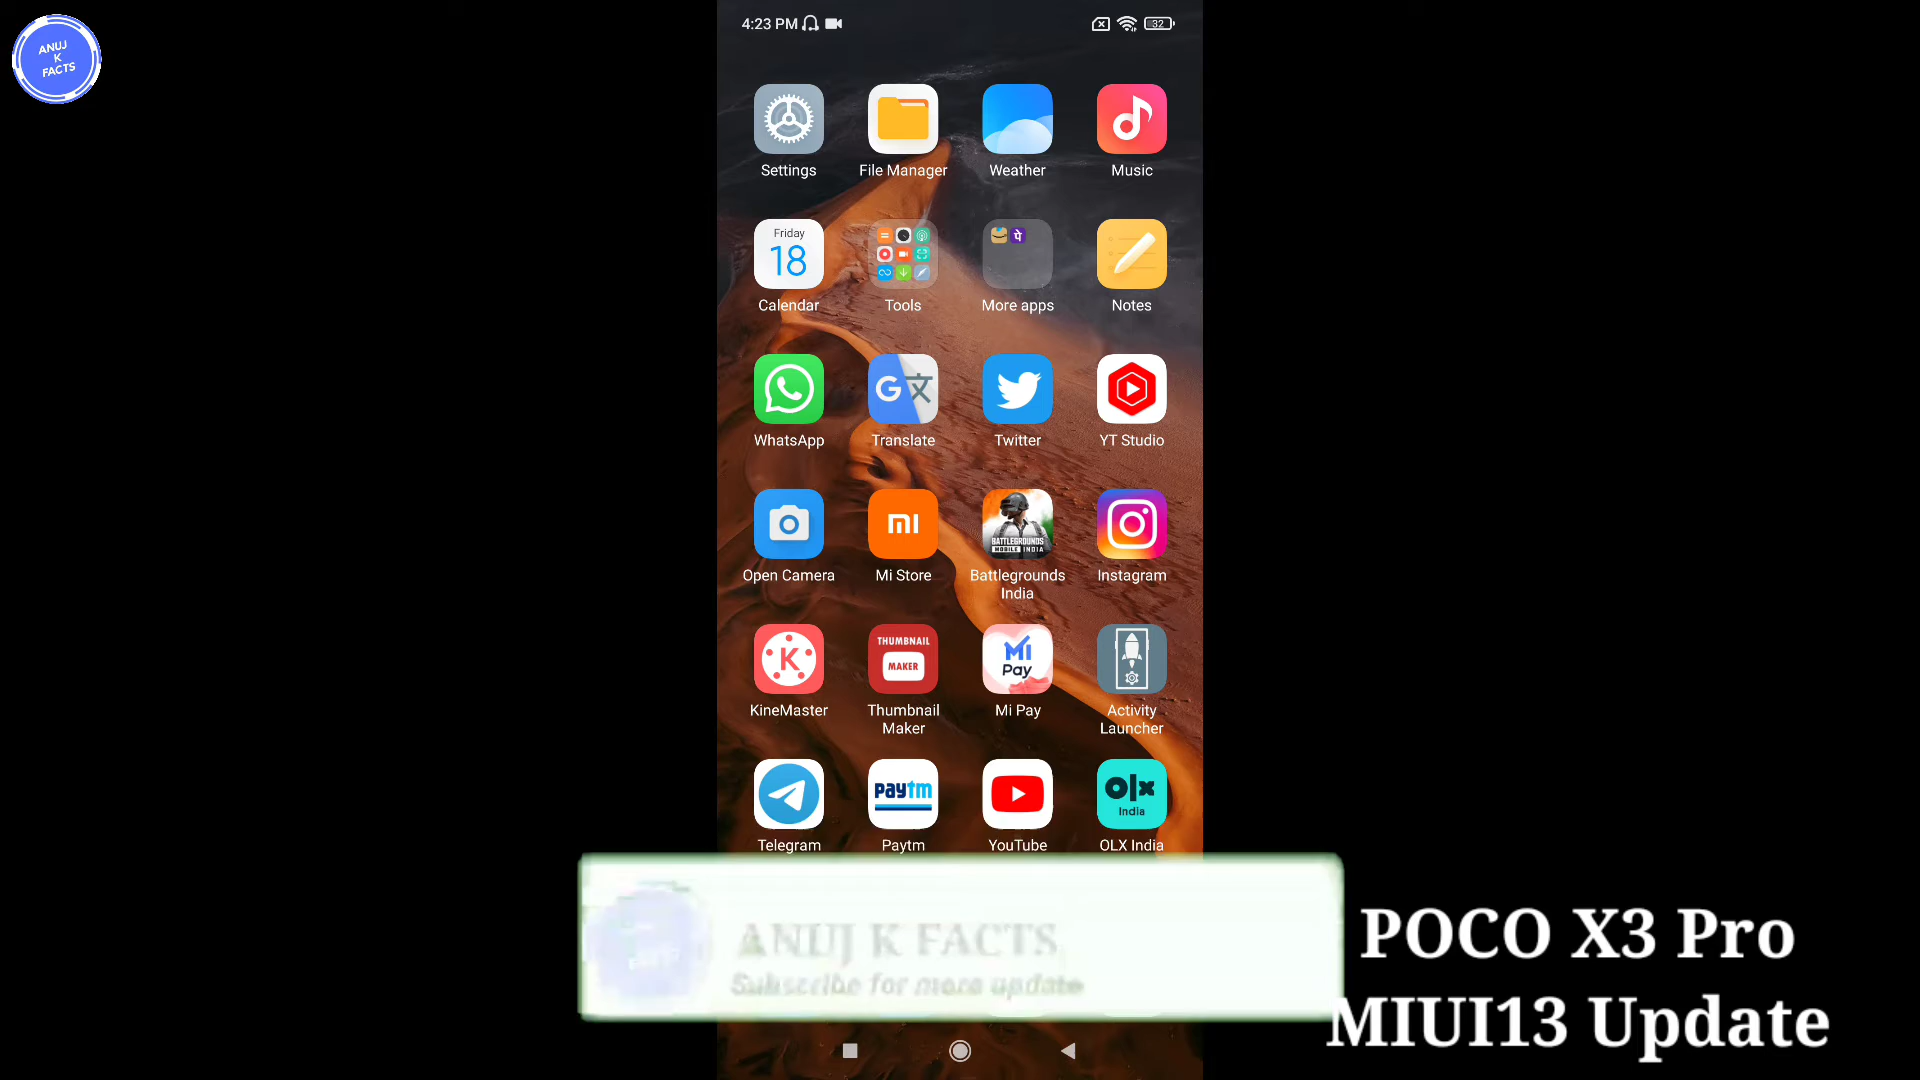 ANUJ
K
FACTS
4:23 PM
32
Settings
File Manager
Weather
Music
Friday
18
Calendar
Tools
More apps
Notes
WhatsApp
Translate
Twitter
YT Studio
BATTLEGROUNDS
MOBILE INDIA
Open Camera
Mi Store
Battlegrounds
India
Instagram
THUMBNAIL
MAKER
Mi
Pay
KineMaster
Thumbnail
Maker
Mi Pay
Activity
Launcher
paytm
olx
India
Telegram
Paytm
YouTube
OLX India
ANUJ K FACTS
Subscribe for more update
POCO X3 Pro
MIUI13 Update